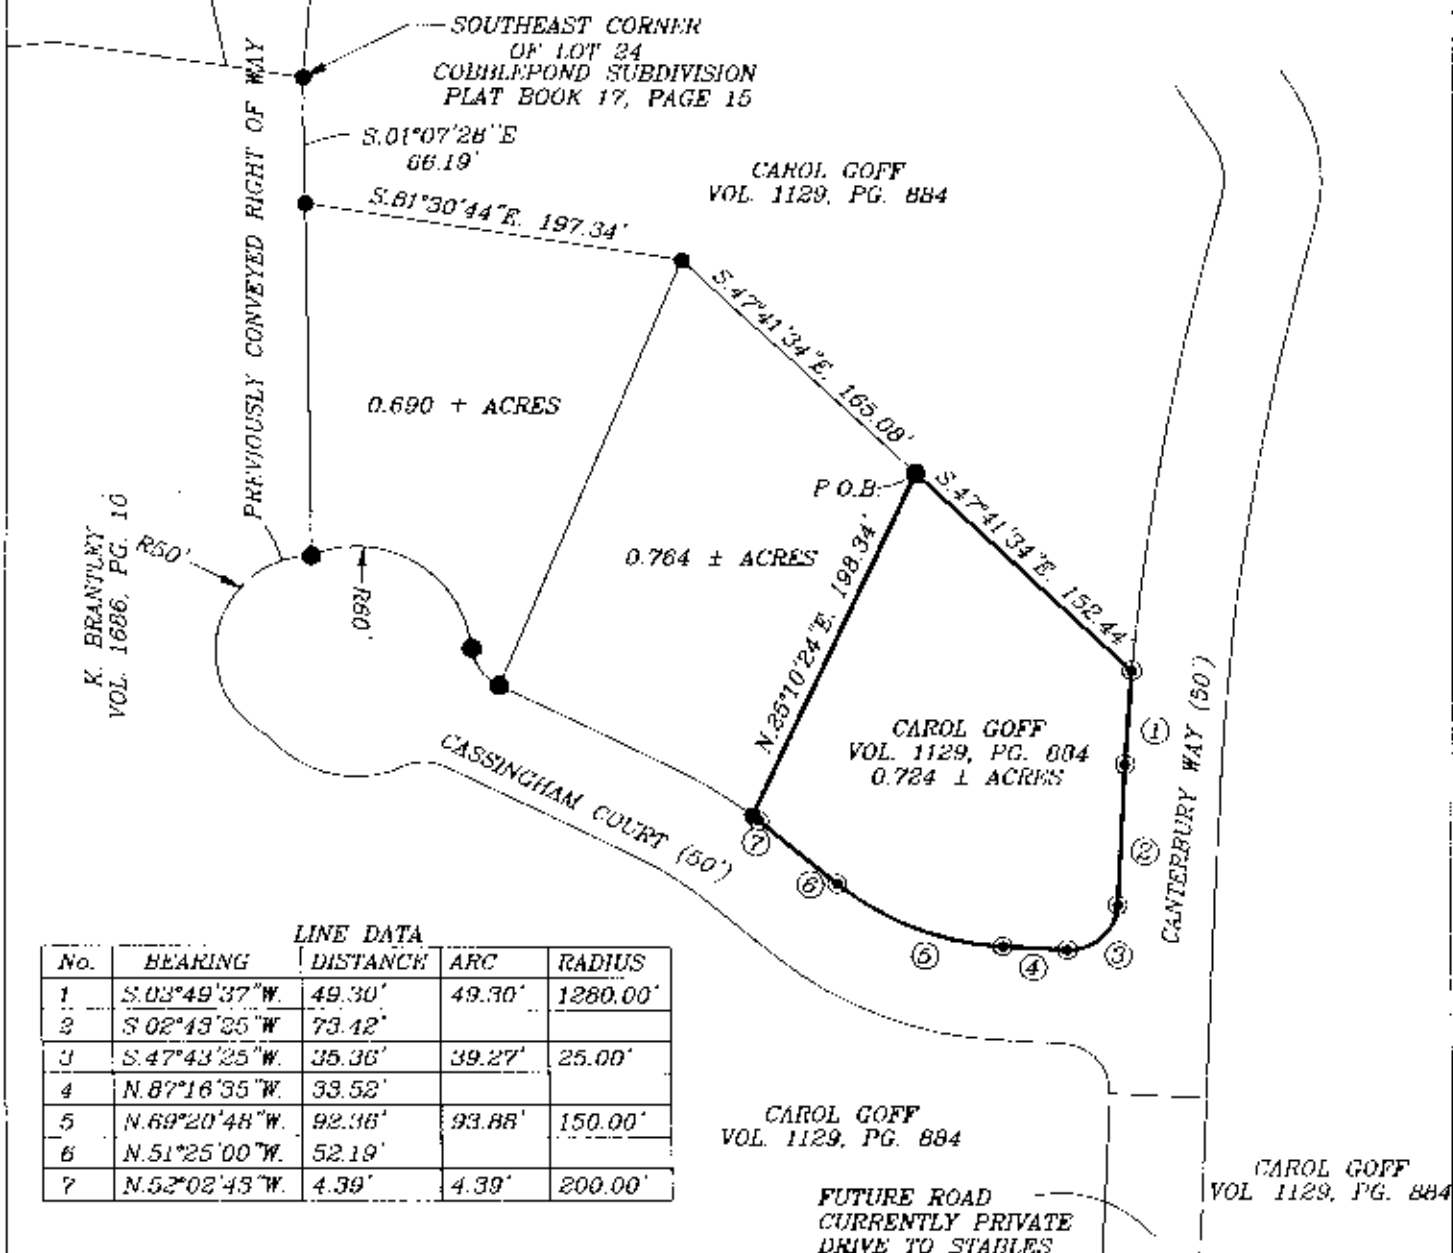 SOUTHEAST CORNER
OF LOT 24
COBBLEPOND SUBDIVISION
PLAT BOOK 17, PAGE 15
PREVIOUSLY CONVEYED RIGHT OF WAY
S.01°07'28"E
66.19'
CAROL GOFF
VOL. 1129, PG. 884
S.81°30'44"E. 197.34'
S.47°41'34"E. 165.08'
0.690 + ACRES
P.O.B.
S.47°41'34"E. 152.44'
K. BRANTLEY
VOL. 1686, PG. 10
R50'
R60'
0.764 ± ACRES
N.25°10'24"E. 198.34'
CAROL GOFF
VOL. 1129, PG. 884
0.724 ± ACRES
CASSINGHAM COURT (50')
CANTERBURY WAY (50')
1
2
3
4
5
6
7
LINE DATA
No. BEARING DISTANCE ARC RADIUS
1 S.03°49'37"W. 49.30' 49.30' 1280.00'
2 S.02°43'25"W 73.42'
3 S.47°43'25"W. 35.36' 39.27' 25.00'
4 N.87°16'35"W. 33.52'
5 N.69°20'48"W. 92.36' 93.88' 150.00'
6 N.51°25'00"W. 52.19'
7 N.52°02'43"W. 4.39' 4.39' 200.00'
CAROL GOFF
VOL. 1129, PG. 884
FUTURE ROAD
CURRENTLY PRIVATE
DRIVE TO STABLES
CAROL GOFF
VOL 1129, PG. 884